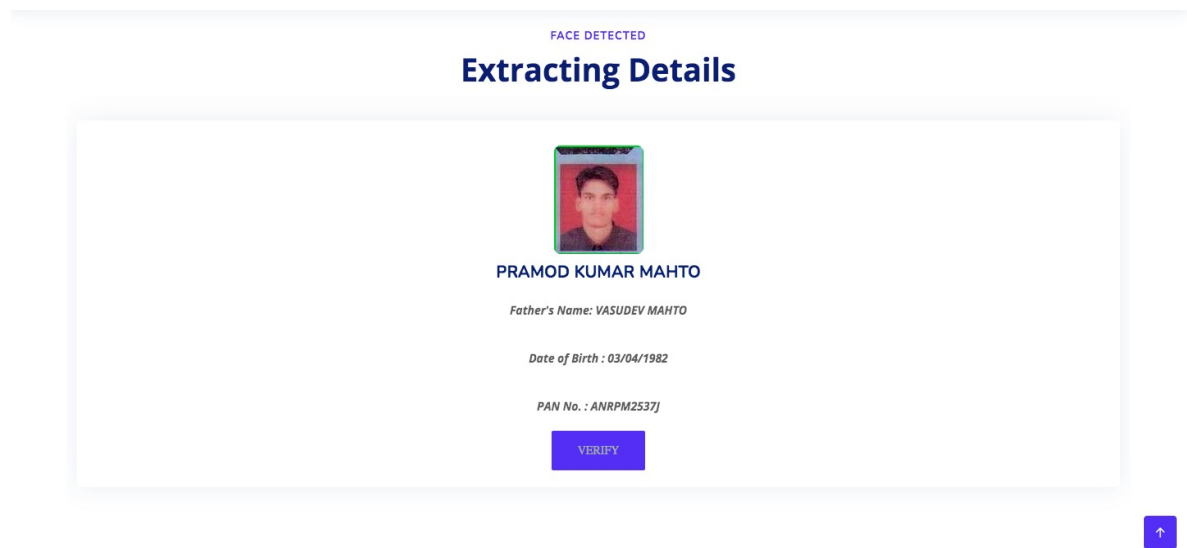 FACE DETECTED
Extracting Details
PRAMOD KUMAR MAHTO
Father's Name: VASUDEV MAHTO
Date of Birth : 03/04/1982
PAN No. : ANRPM2537J
VERIFY